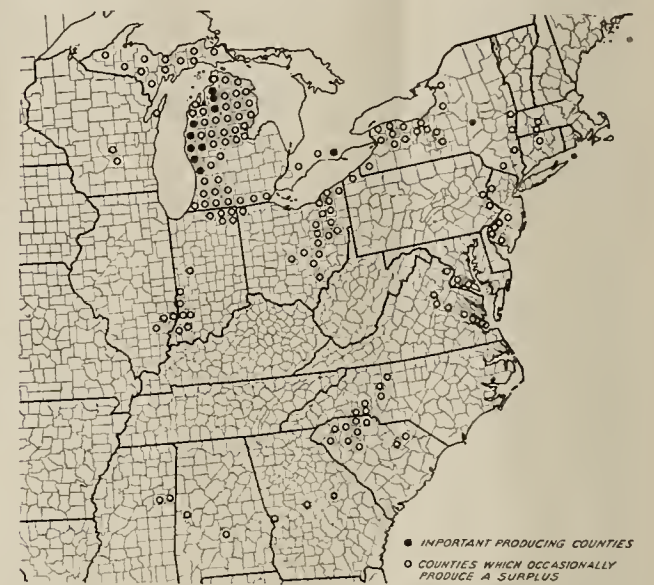 ● IMPORTANT PRODUCING COUNTIES
○ COUNTIES WHICH OCCASIONALLY
PRODUCE A SURPLUS